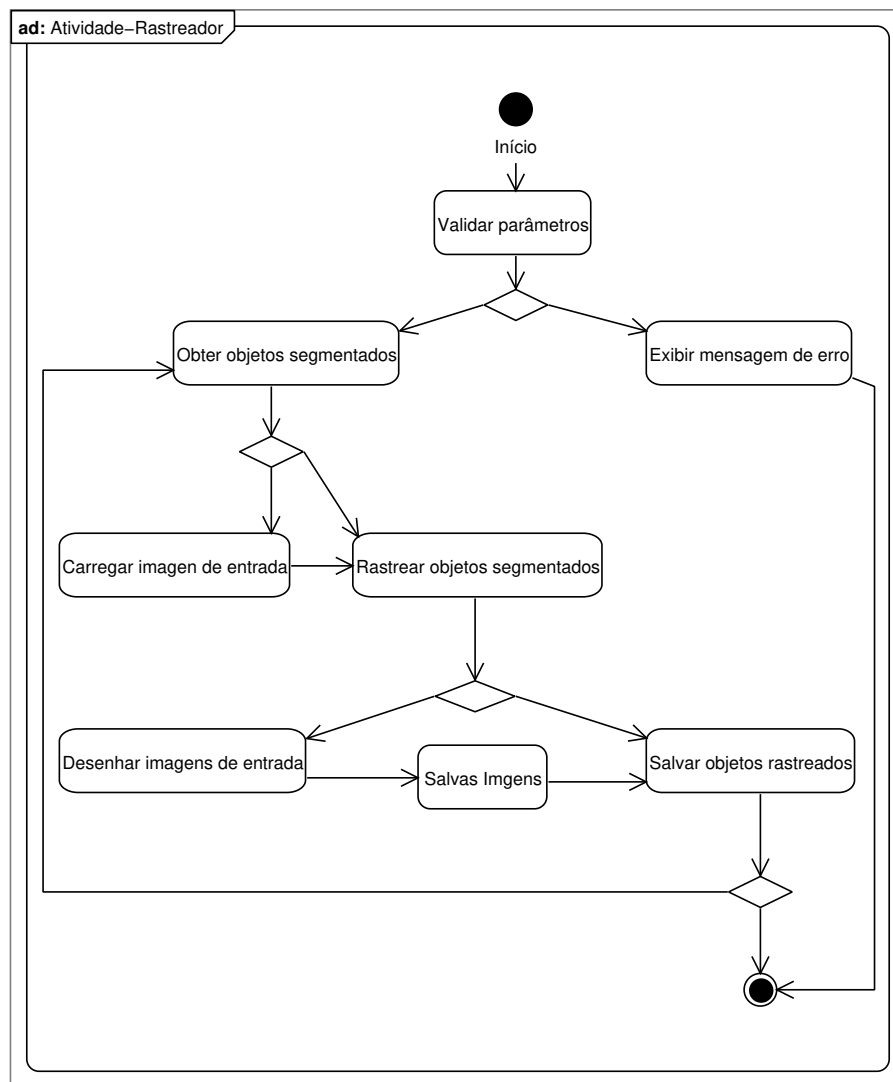 ad: Atividade–Rastreador
Início
Validar parâmetros
Obter objetos segmentados
Exibir mensagem de erro
Carregar imagen de entrada
Rastrear objetos segmentados
Desenhar imagens de entrada
Salvas Imgens
Salvar objetos rastreados